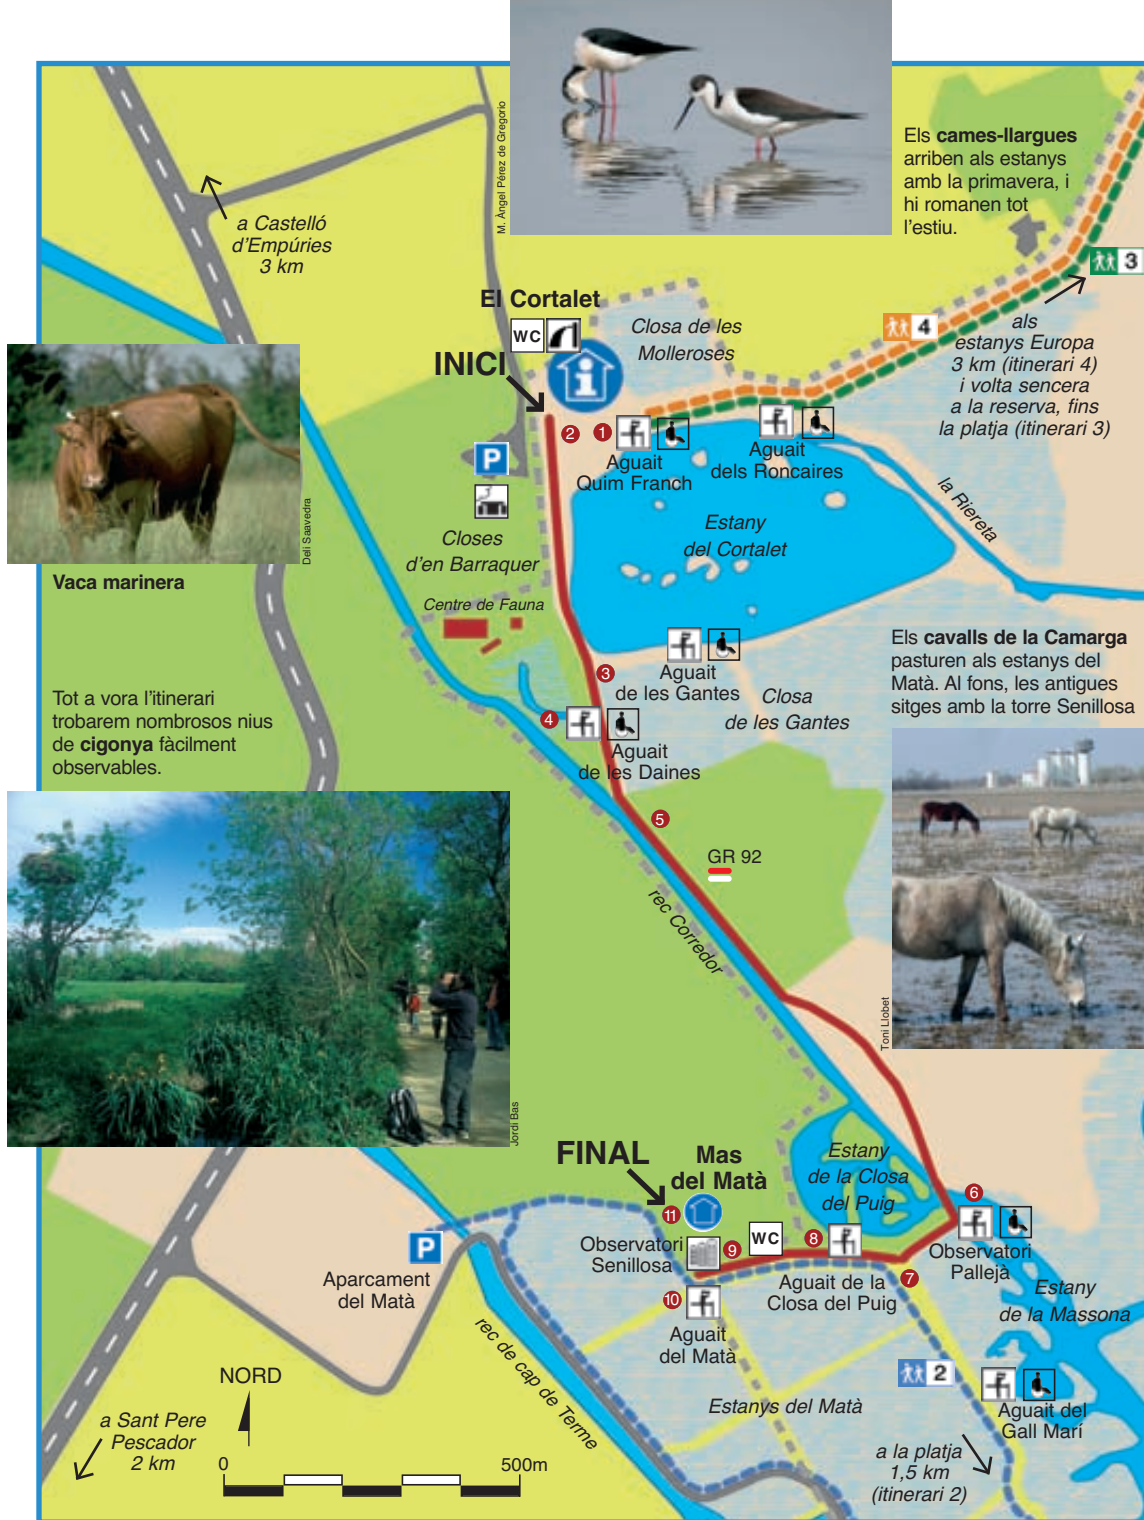 M. Àngel Pérez de Gregorio
Els cames-llargues
arriben als estanys
amb la primavera, i
hi romanen tot
l'estiu.
a Castelló
d'Empúries
3 km
3
El Cortalet
WC
i
INICI
Closa de les
Molleroses
4
als
estanys Europa
3 km (itinerari 4)
i volta sencera
a la reserva, fins
la platja (itinerari 3)
2
1
P
Aguait
Quim Franch
Aguait
dels Roncaires
la Riereta
Deli Saavedra
Vaca marinera
Closes
d'en Barraquer
Estany
del Cortalet
Centre de Fauna
Els cavalls de la Camarga
pasturen als estanys del
Matà. Al fons, les antigues
sitges amb la torre Senillosa
3
Aguait
de les Gantes
Closa
de les Gantes
Tot a vora l'itinerari
trobarem nombrosos nius
de cigonya fàcilment
observables.
4
Aguait
de les Daines
5
GR 92
rec Corredor
Toni Llobet
Jordi Bas
FINAL
Mas
del Matà
Estany
de la Closa
del Puig
6
11
Observatori
Senillosa
9
WC
8
Observatori
Pallejà
P
Aparcament
del Matà
10
Aguait
del Matà
Aguait de la
Closa del Puig
7
Estany
de la Massona
rec de cap de Terme
2
Estanys del Matà
Aguait del
Gall Marí
NORD
a Sant Pere
Pescador
2 km
0
500m
a la platja
1,5 km
(itinerari 2)